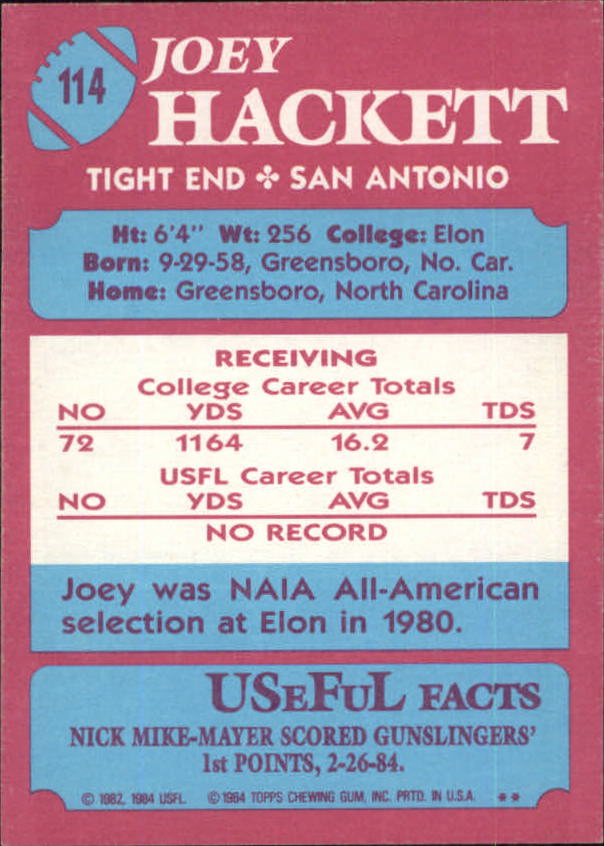 114
JOEY
HACKETT
TIGHT END ✤ SAN ANTONIO
Ht: 6'4" Wt: 256 College: Elon
Born: 9-29-58, Greensboro, No. Car.
Home: Greensboro, North Carolina
RECEIVING
College Career Totals
NO YDS AVG TDS
72 1164 16.2 7
USFL Career Totals
NO YDS AVG TDS
NO RECORD
Joey was NAIA All-American
selection at Elon in 1980.
USeFuL FACTS
NICK MIKE-MAYER SCORED GUNSLINGERS'
1st POINTS, 2-26-84.
© 1982, 1984 USFL © 1984 TOPPS CHEWING GUM, INC. PRTD. IN U.S.A. **